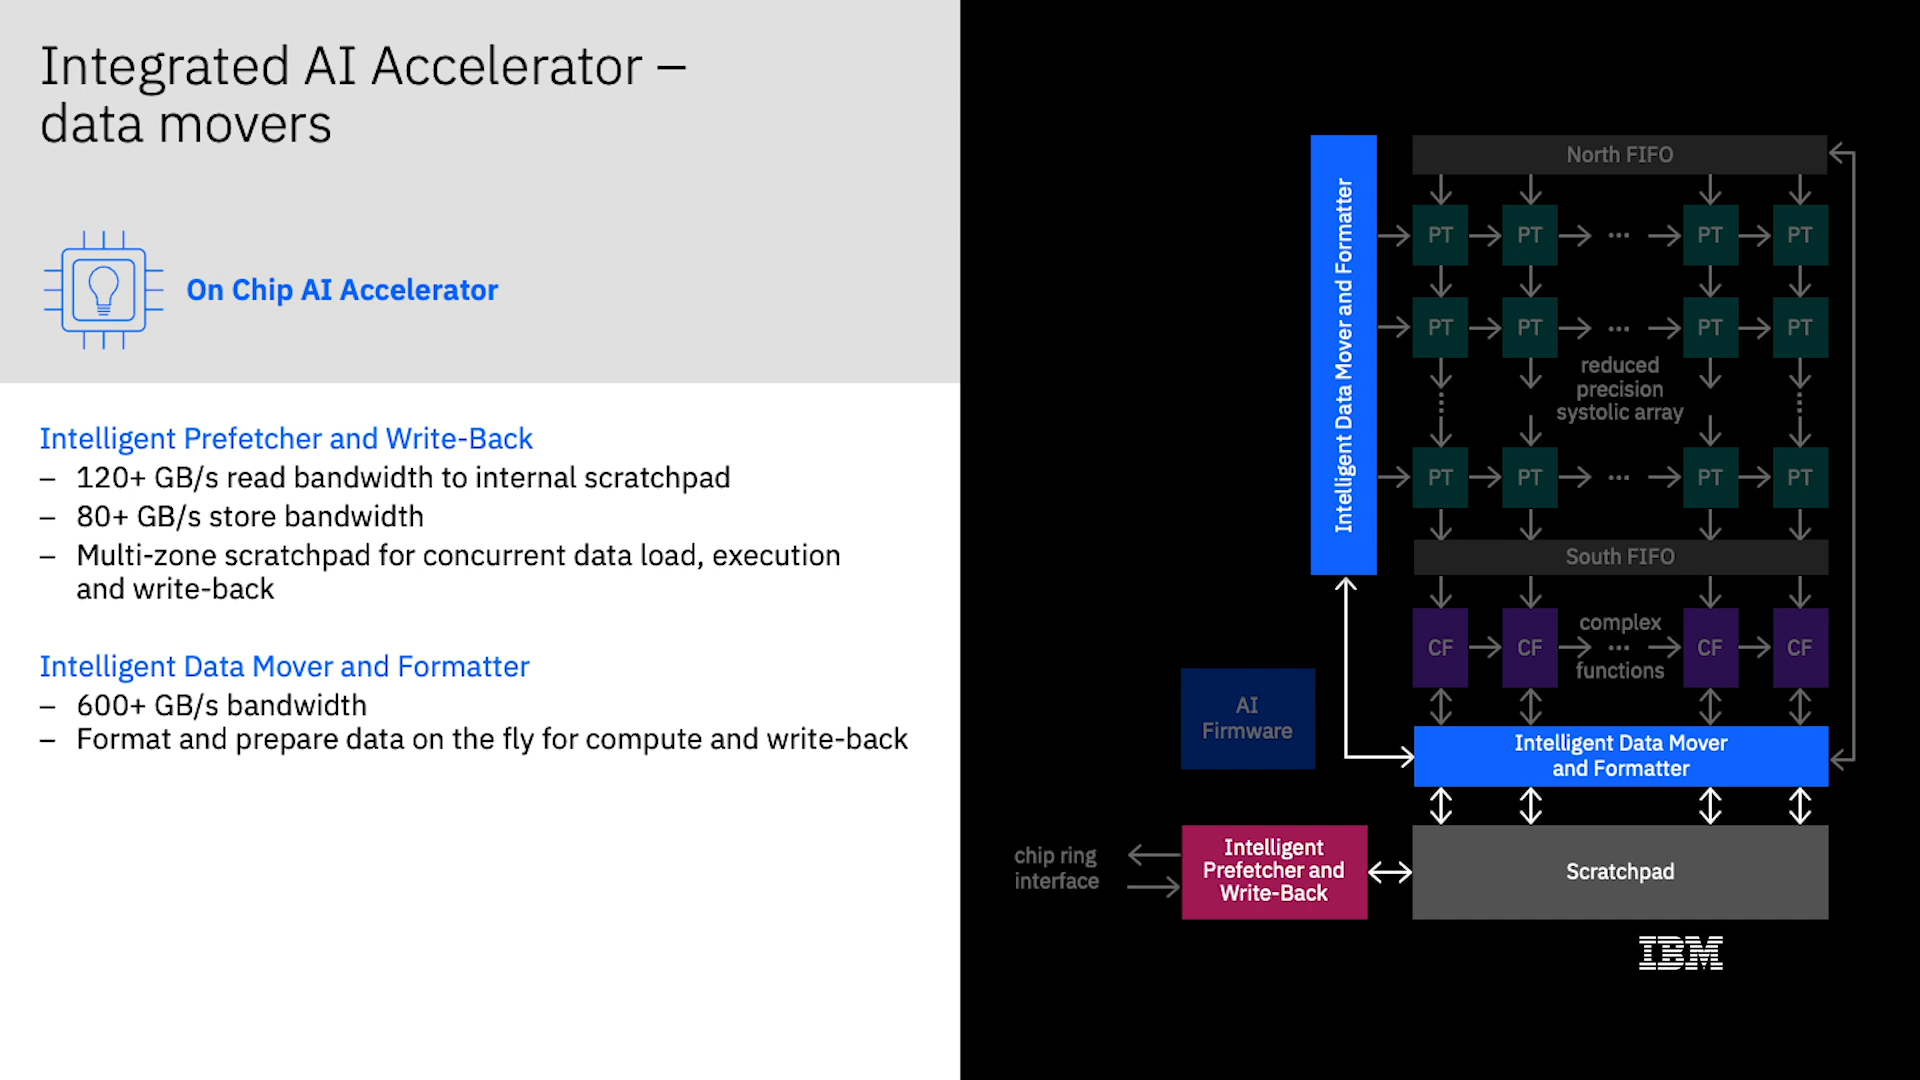 Integrated AI Accelerator –
data movers
On Chip AI Accelerator
Intelligent Prefetcher and Write-Back
– 120+ GB/s read bandwidth to internal scratchpad
– 80+ GB/s store bandwidth
– Multi-zone scratchpad for concurrent data load, execution
and write-back
Intelligent Data Mover and Formatter
– 600+ GB/s bandwidth
– Format and prepare data on the fly for compute and write-back
Intelligent Data Mover and Formatter
North FIFO
PT PT ... PT PT
PT PT ... PT PT
reduced
precision
systolic array
PT PT ... PT PT
South FIFO
complex
CF CF ... CF CF
functions
AI
Firmware
Intelligent Data Mover
and Formatter
chip ring
interface
Intelligent
Prefetcher and
Write-Back
Scratchpad
IBM